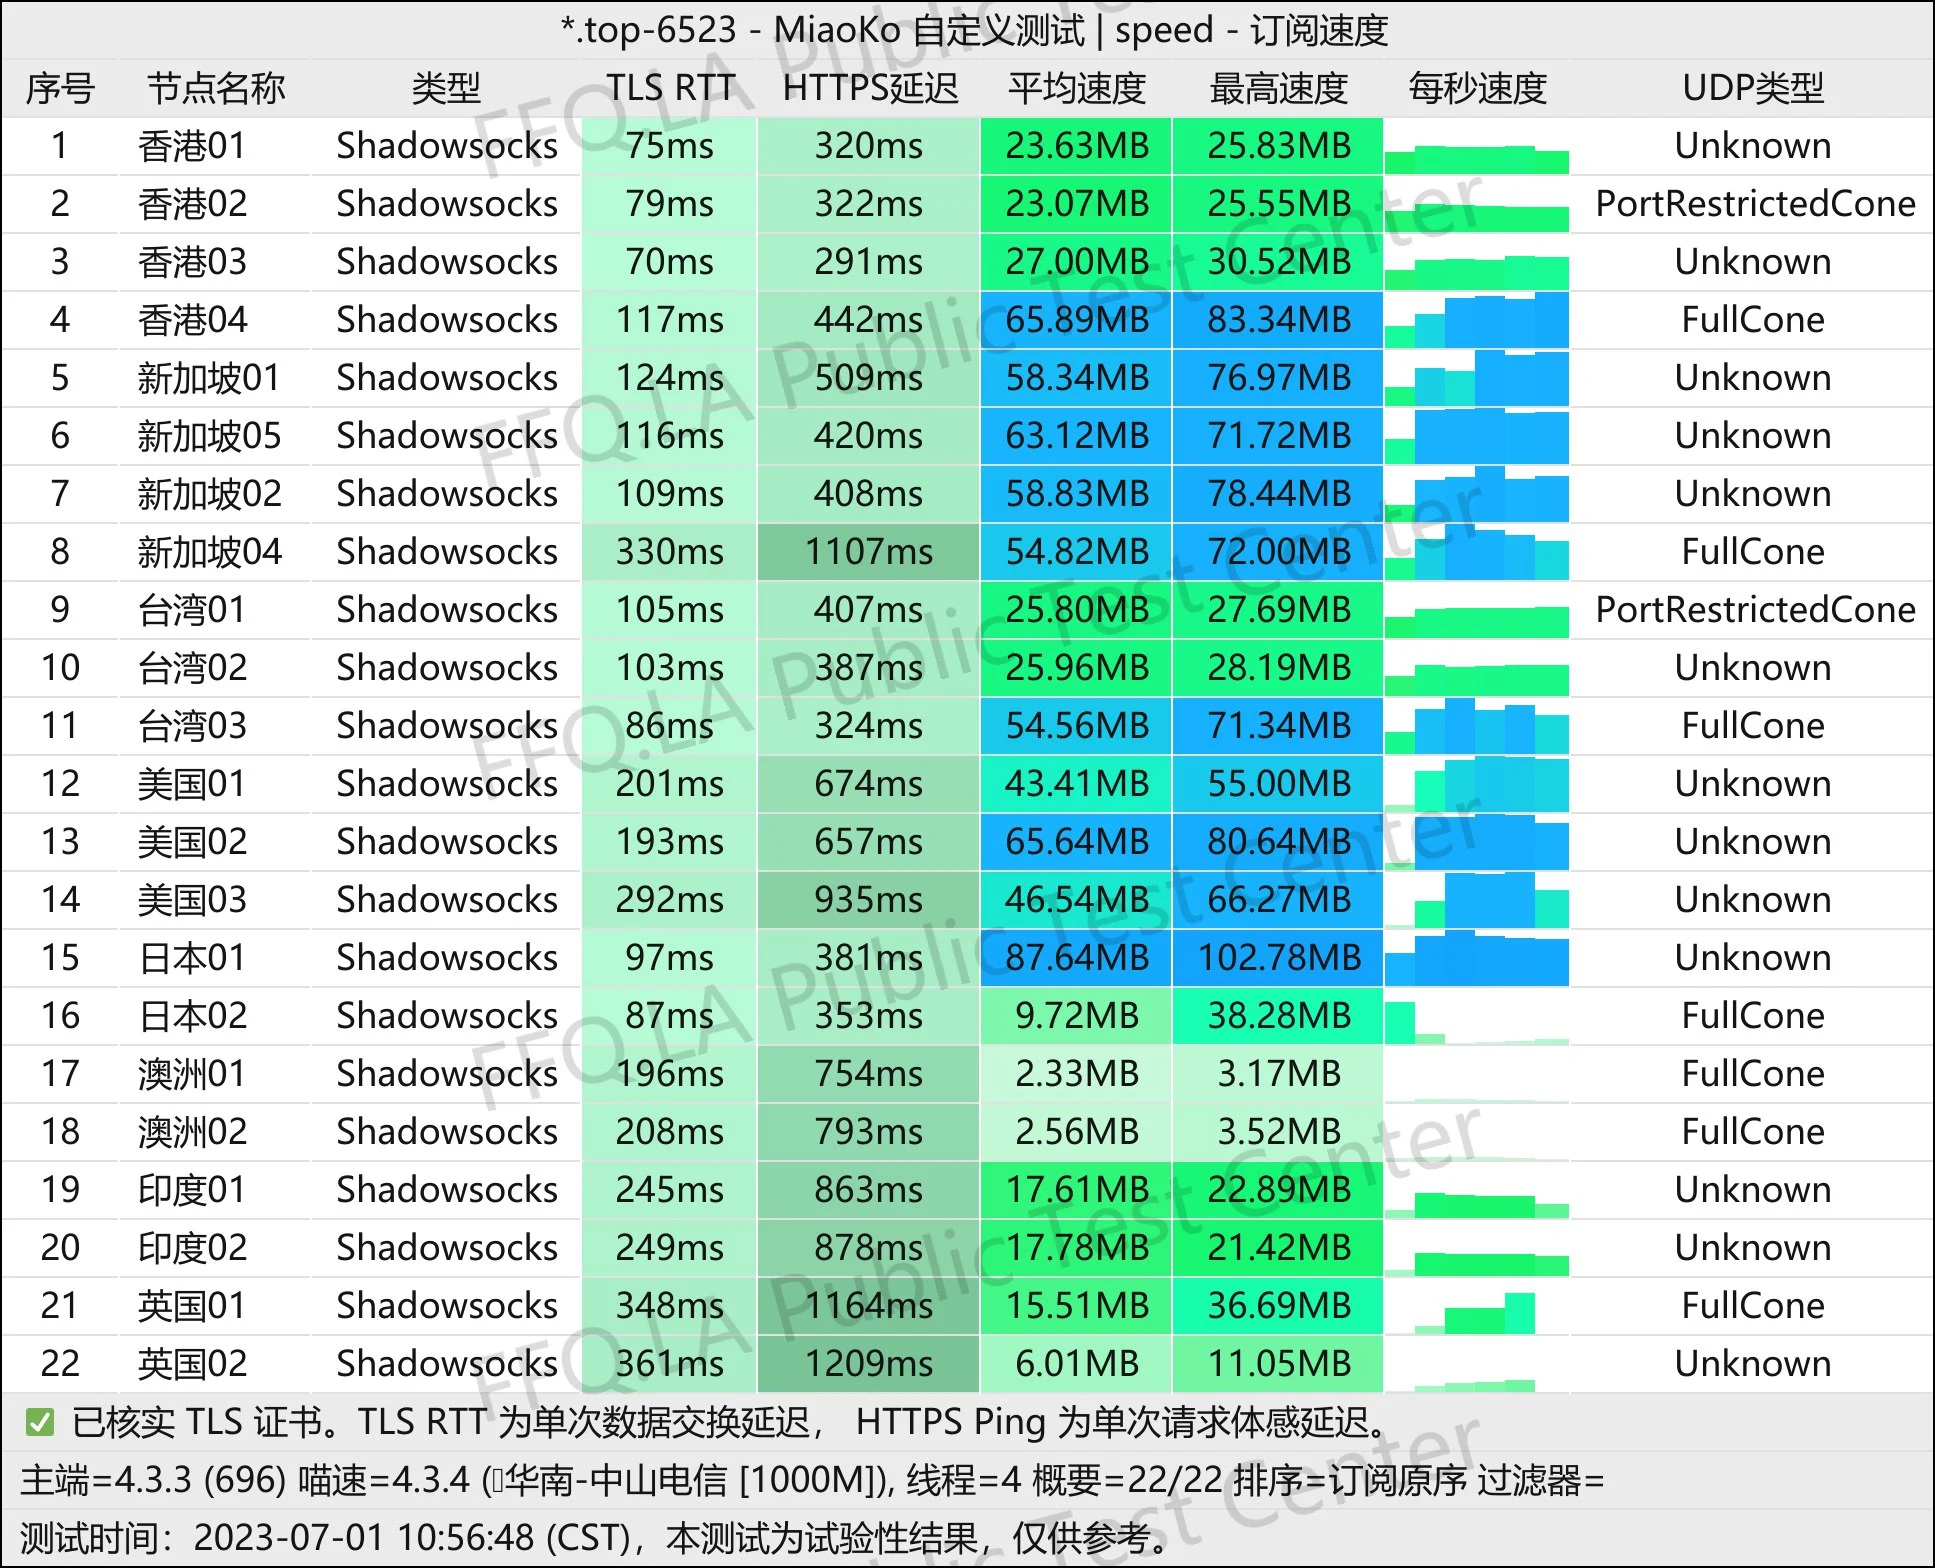 *.top-6523 - MiaoKo 自定义测试 | speed - 订阅速度
序号 节点名称 类型 TLS RTT HTTPS延迟 平均速度 最高速度 每秒速度 UDP类型
1 香港01 Shadowsocks 75ms 320ms 23.63MB 25.83MB Unknown
2 香港02 Shadowsocks 79ms 322ms 23.07MB 25.55MB PortRestrictedCone
3 香港03 Shadowsocks 70ms 291ms 27.00MB 30.52MB Unknown
4 香港04 Shadowsocks 117ms 442ms 65.89MB 83.34MB FullCone
5 新加坡01 Shadowsocks 124ms 509ms 58.34MB 76.97MB Unknown
6 新加坡05 Shadowsocks 116ms 420ms 63.12MB 71.72MB Unknown
7 新加坡02 Shadowsocks 109ms 408ms 58.83MB 78.44MB Unknown
8 新加坡04 Shadowsocks 330ms 1107ms 54.82MB 72.00MB FullCone
9 台湾01 Shadowsocks 105ms 407ms 25.80MB 27.69MB PortRestrictedCone
10 台湾02 Shadowsocks 103ms 387ms 25.96MB 28.19MB Unknown
11 台湾03 Shadowsocks 86ms 324ms 54.56MB 71.34MB FullCone
12 美国01 Shadowsocks 201ms 674ms 43.41MB 55.00MB Unknown
13 美国02 Shadowsocks 193ms 657ms 65.64MB 80.64MB Unknown
14 美国03 Shadowsocks 292ms 935ms 46.54MB 66.27MB Unknown
15 日本01 Shadowsocks 97ms 381ms 87.64MB 102.78MB Unknown
16 日本02 Shadowsocks 87ms 353ms 9.72MB 38.28MB FullCone
17 澳洲01 Shadowsocks 196ms 754ms 2.33MB 3.17MB FullCone
18 澳洲02 Shadowsocks 208ms 793ms 2.56MB 3.52MB FullCone
19 印度01 Shadowsocks 245ms 863ms 17.61MB 22.89MB Unknown
20 印度02 Shadowsocks 249ms 878ms 17.78MB 21.42MB Unknown
21 英国01 Shadowsocks 348ms 1164ms 15.51MB 36.69MB FullCone
22 英国02 Shadowsocks 361ms 1209ms 6.01MB 11.05MB Unknown
✅ 已核实 TLS 证书。TLS RTT 为单次数据交换延迟， HTTPS Ping 为单次请求体感延迟。
主端=4.3.3 (696) 喵速=4.3.4 (华南-中山电信 [1000M]), 线程=4 概要=22/22 排序=订阅原序 过滤器=
测试时间：2023-07-01 10:56:48 (CST)，本测试为试验性结果，仅供参考。
FFQ.LA Public Test Center
FFQ.LA Public Test Center
FFQ.LA Public Test Center
FFQ.LA Public Test Center
FFQ.LA Public Test Center